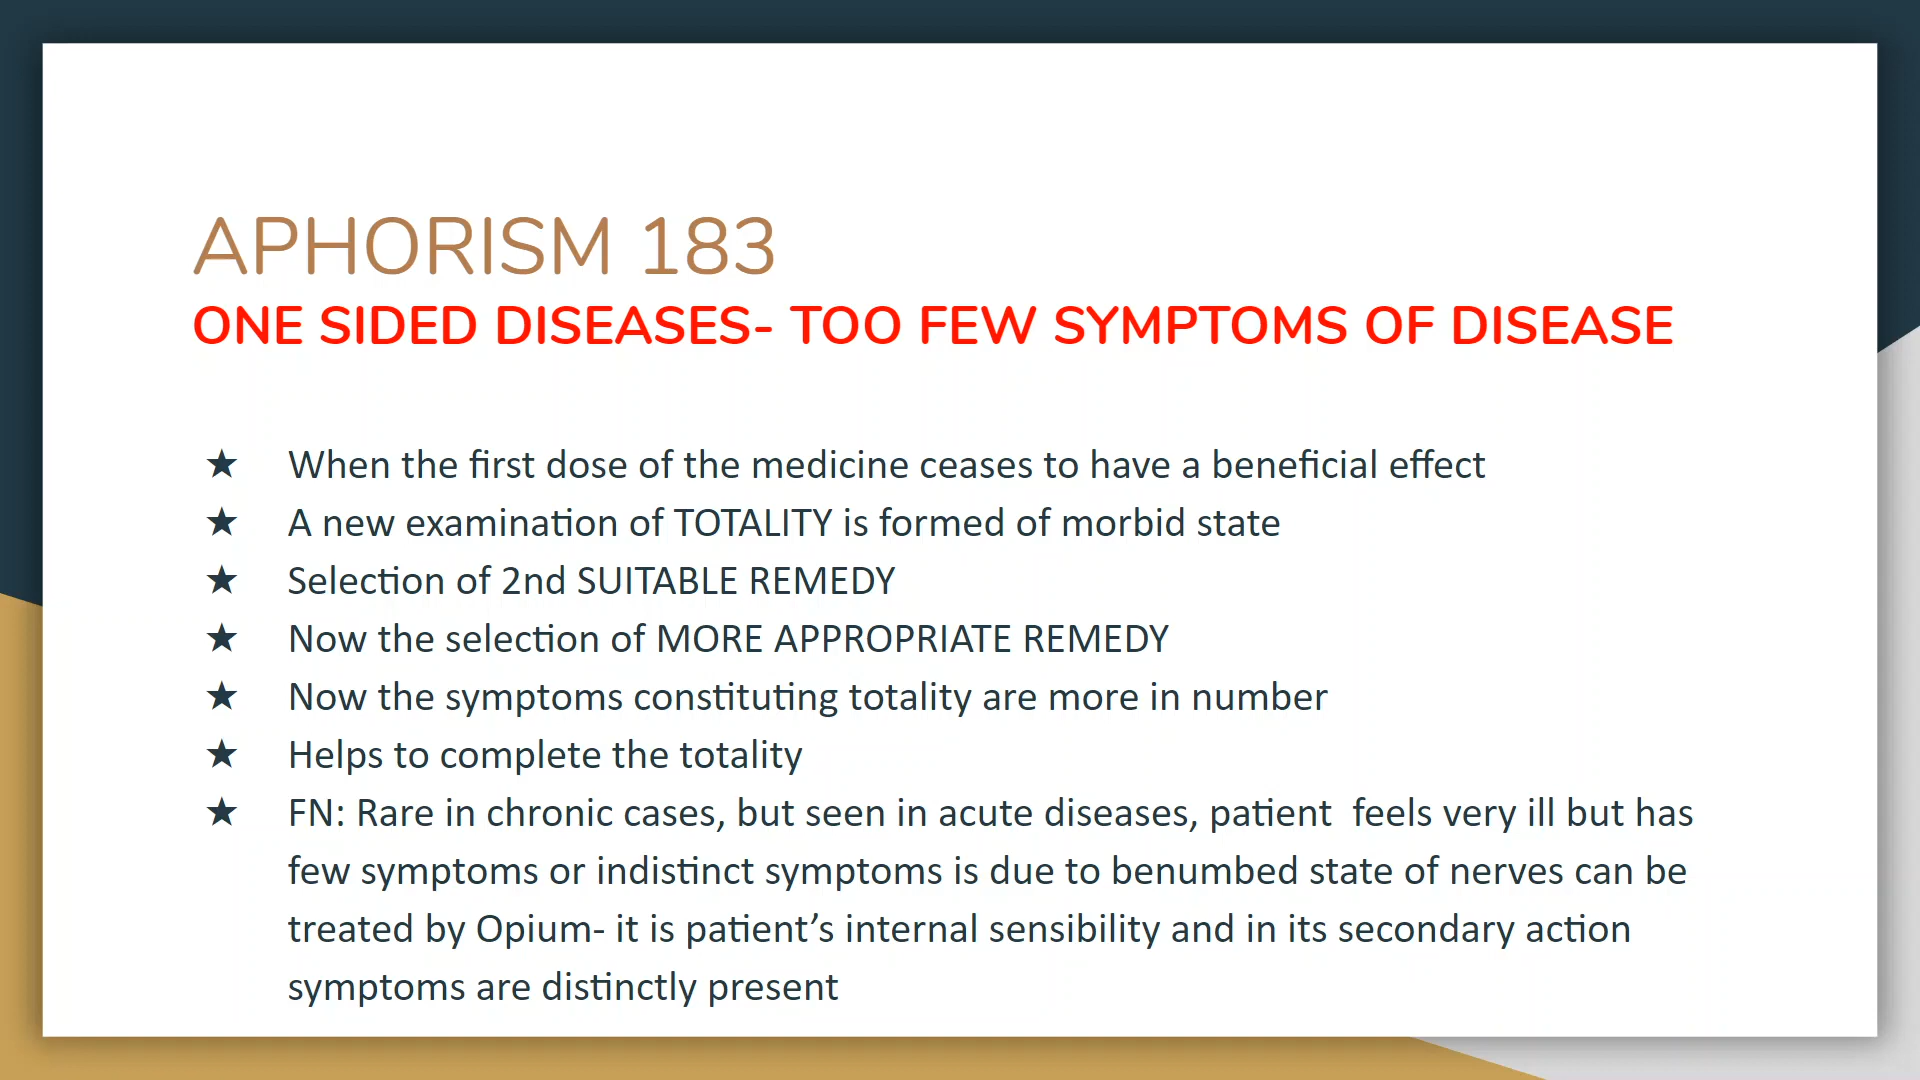 APHORISM 183
ONE SIDED DISEASES- TOO FEW SYMPTOMS OF DISEASE
★ When the first dose of the medicine ceases to have a beneficial effect
★ A new examination of TOTALITY is formed of morbid state
★ Selection of 2nd SUITABLE REMEDY
★ Now the selection of MORE APPROPRIATE REMEDY
★ Now the symptoms constituting totality are more in number
★ Helps to complete the totality
★ FN: Rare in chronic cases, but seen in acute diseases, patient  feels very ill but has
few symptoms or indistinct symptoms is due to benumbed state of nerves can be
treated by Opium- it is patient’s internal sensibility and in its secondary action
symptoms are distinctly present